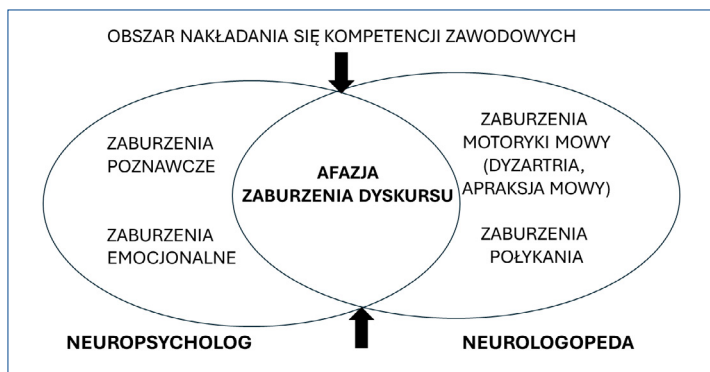 OBSZAR NAKŁADANIA SIĘ KOMPETENCJI ZAWODOWYCH
ZABURZENIA
POZNAWCZE
ZABURZENIA
EMOCJONALNE
AFAZJA
ZABURZENIA DYSKURSU
ZABURZENIA
MOTORYKI MOWY
(DYZARTRIA,
APRAKSJA MOWY)
ZABURZENIA
POŁYKANIA
NEUROPSYCHOLOG
NEUROLOGOPEDA